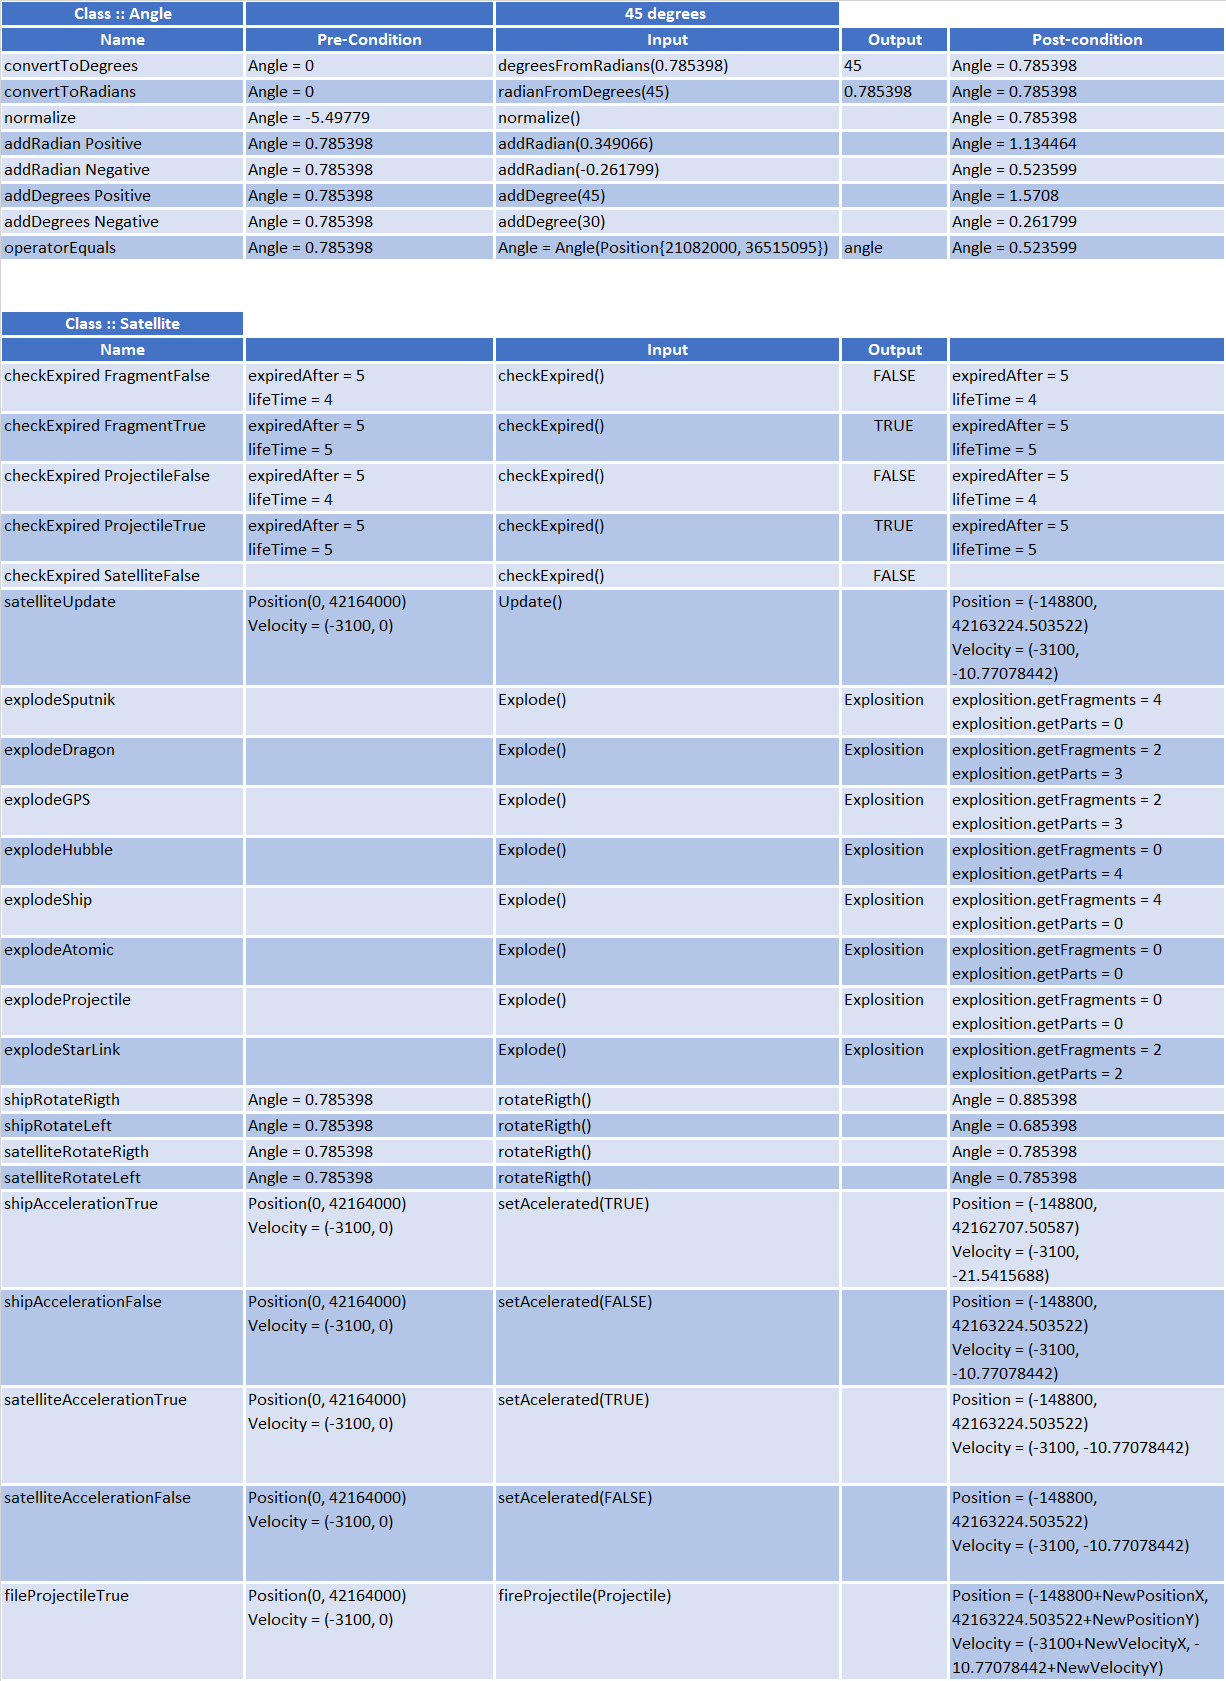 Class :: Angle 45 degrees
Name Pre-Condition Input Output Post-condition
convertToDegrees Angle = 0 degreesFromRadians(0.785398) 45 Angle = 0.785398
convertToRadians Angle = 0 radianFromDegrees(45) 0.785398 Angle = 0.785398
normalize Angle = -5.49779 normalize() Angle = 0.785398
addRadian Positive Angle = 0.785398 addRadian(0.349066) Angle = 1.134464
addRadian Negative Angle = 0.785398 addRadian(-0.261799) Angle = 0.523599
addDegrees Positive Angle = 0.785398 addDegree(45) Angle = 1.5708
addDegrees Negative Angle = 0.785398 addDegree(30) Angle = 0.261799
operatorEquals Angle = 0.785398 Angle = Angle(Position{21082000, 36515095}) angle Angle = 0.523599
Class :: Satellite
Name Input Output
checkExpired FragmentFalse expiredAfter = 5 checkExpired() FALSE expiredAfter = 5
lifeTime = 4 lifeTime = 4
checkExpired FragmentTrue expiredAfter = 5 checkExpired() TRUE expiredAfter = 5
lifeTime = 5 lifeTime = 5
checkExpired ProjectileFalse expiredAfter = 5 checkExpired() FALSE expiredAfter = 5
lifeTime = 4 lifeTime = 4
checkExpired ProjectileTrue expiredAfter = 5 checkExpired() TRUE expiredAfter = 5
lifeTime = 5 lifeTime = 5
checkExpired SatelliteFalse checkExpired() FALSE
satelliteUpdate Position(0, 42164000) Update() Position = (-148800,
Velocity = (-3100, 0) 42163224.503522)
Velocity = (-3100,
-10.77078442)
explodeSputnik Explode() Explosition explosition.getFragments = 4
explosition.getParts = 0
explodeDragon Explode() Explosition explosition.getFragments = 2
explosition.getParts = 3
explodeGPS Explode() Explosition explosition.getFragments = 2
explosition.getParts = 3
explodeHubble Explode() Explosition explosition.getFragments = 0
explosition.getParts = 4
explodeShip Explode() Explosition explosition.getFragments = 4
explosition.getParts = 0
explodeAtomic Explode() Explosition explosition.getFragments = 0
explosition.getParts = 0
explodeProjectile Explode() Explosition explosition.getFragments = 0
explosition.getParts = 0
explodeStarLink Explode() Explosition explosition.getFragments = 2
explosition.getParts = 2
shipRotateRigth Angle = 0.785398 rotateRigth() Angle = 0.885398
shipRotateLeft Angle = 0.785398 rotateRigth() Angle = 0.685398
satelliteRotateRigth Angle = 0.785398 rotateRigth() Angle = 0.785398
satelliteRotateLeft Angle = 0.785398 rotateRigth() Angle = 0.785398
shipAccelerationTrue Position(0, 42164000) setAcelerated(TRUE) Position = (-148800,
Velocity = (-3100, 0) 42162707.50587)
Velocity = (-3100,
-21.5415688)
shipAccelerationFalse Position(0, 42164000) setAcelerated(FALSE) Position = (-148800,
Velocity = (-3100, 0) 42163224.503522)
Velocity = (-3100,
-10.77078442)
satelliteAccelerationTrue Position(0, 42164000) setAcelerated(TRUE) Position = (-148800,
Velocity = (-3100, 0) 42163224.503522)
Velocity = (-3100, -10.77078442)
satelliteAccelerationFalse Position(0, 42164000) setAcelerated(FALSE) Position = (-148800,
Velocity = (-3100, 0) 42163224.503522)
Velocity = (-3100, -10.77078442)
fileProjectileTrue Position(0, 42164000) fireProjectile(Projectile) Position = (-148800+NewPositionX,
Velocity = (-3100, 0) 42163224.503522+NewPositionY)
Velocity = (-3100+NewVelocityX, -
10.77078442+NewVelocityY)